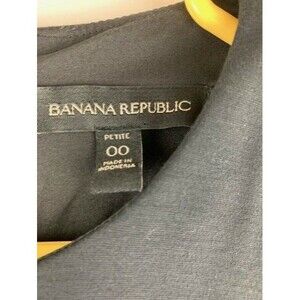 BANANA REPUBLIC
PETITE
00
MADE IN
INDONESIA